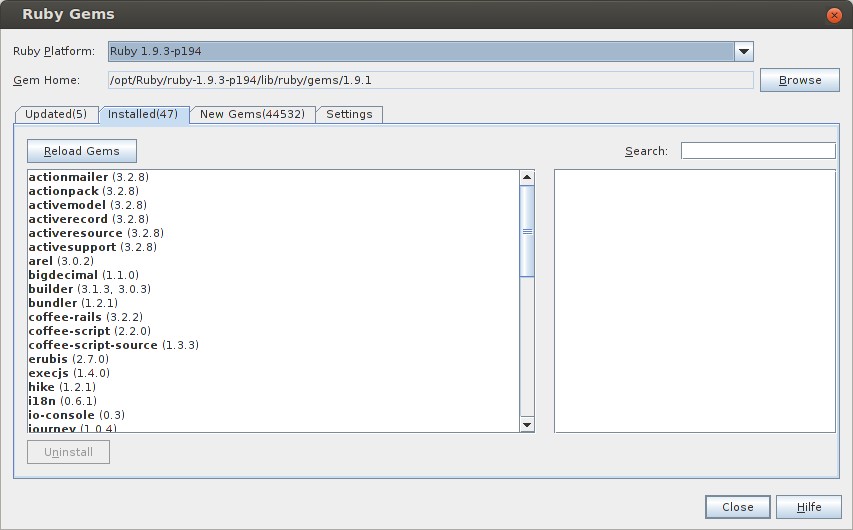 Ruby Gems
Ruby Platform: Ruby 1.9.3-p194
Gem Home: /opt/Ruby/ruby-1.9.3-p194/lib/ruby/gems/1.9.1 Browse
Updated(5) Installed(47) New Gems(44532) Settings
Reload Gems Search:
actionmailer (3.2.8)
actionpack (3.2.8)
activemodel (3.2.8)
activerecord (3.2.8)
activeresource (3.2.8)
activesupport (3.2.8)
arel (3.0.2)
bigdecimal (1.1.0)
builder (3.1.3, 3.0.3)
bundler (1.2.1)
coffee-rails (3.2.2)
coffee-script (2.2.0)
coffee-script-source (1.3.3)
erubis (2.7.0)
execjs (1.4.0)
hike (1.2.1)
i18n (0.6.1)
io-console (0.3)
journey (1.0.4)
Uninstall
Close Hilfe